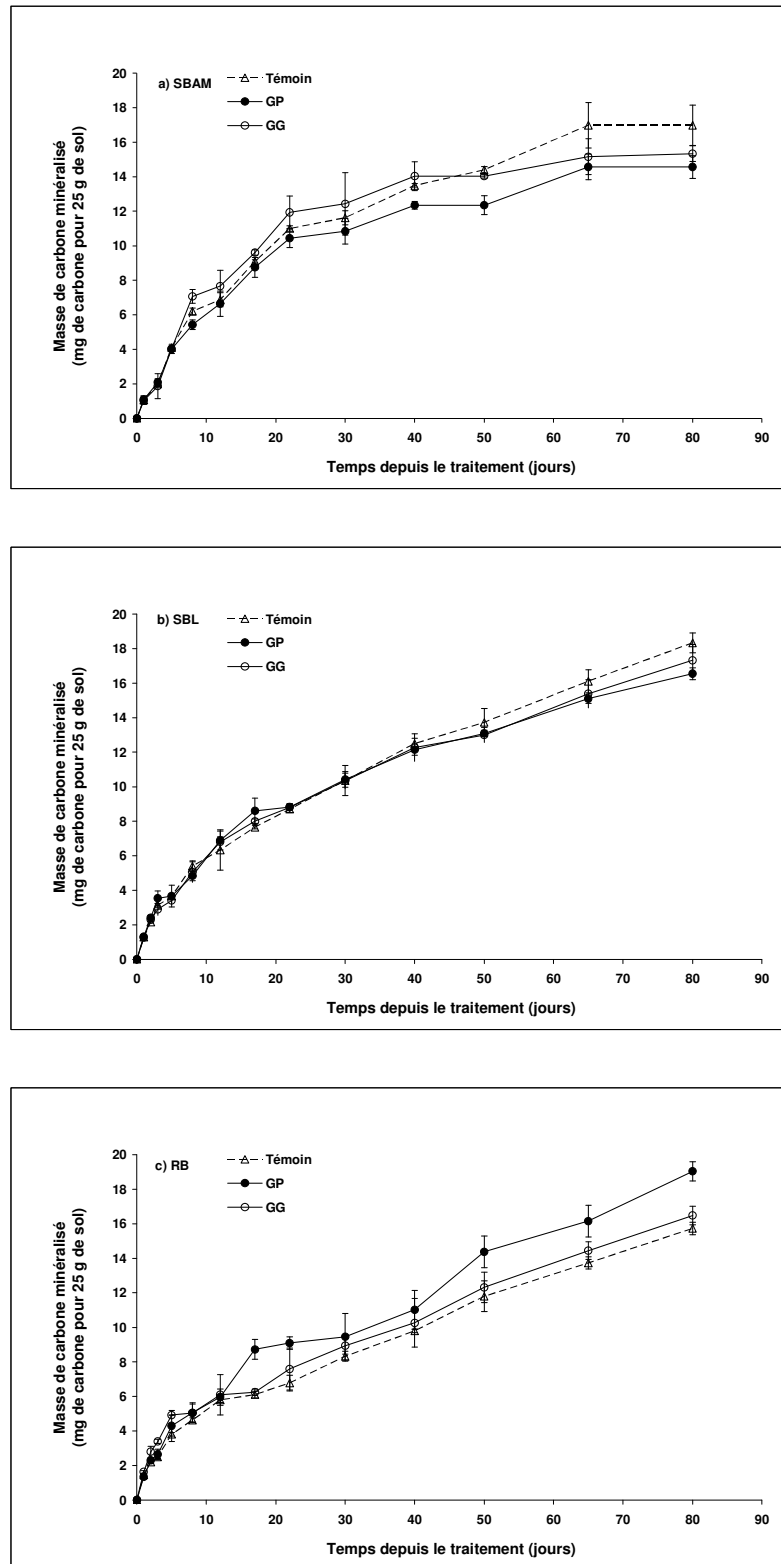 a) SBAM
Témoin
GP
GG
Masse de carbone minéralisé
(mg de carbone pour 25 g de sol)
20
18
16
14
12
10
8
6
4
2
0
0 10 20 30 40 50 60 70 80 90
Temps depuis le traitement (jours)
b) SBL
Témoin
GP
GG
Masse de carbone minéralisé
(mg de carbone pour 25 g de sol)
20
18
16
14
12
10
8
6
4
2
0
0 10 20 30 40 50 60 70 80 90
Temps depuis le traitement (jours)
c) RB
Témoin
GP
GG
Masse de carbone minéralisé
(mg de carbone pour 25 g de sol)
20
18
16
14
12
10
8
6
4
2
0
0 10 20 30 40 50 60 70 80 90
Temps depuis le traitement (jours)